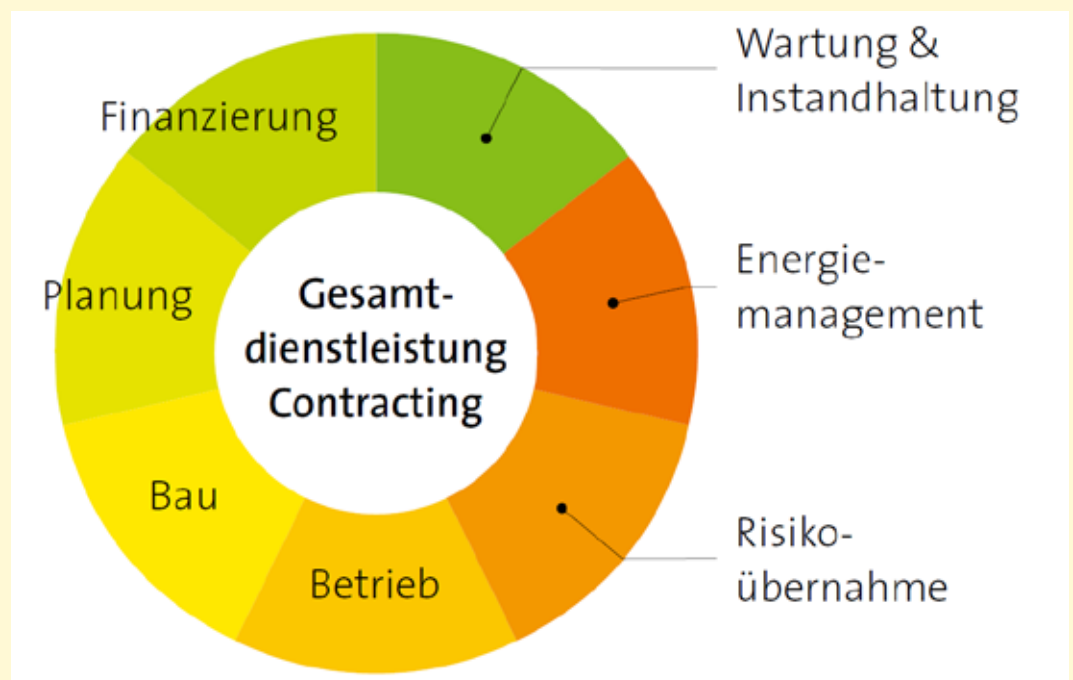 Wartung &
Instandhaltung
Finanzierung
Energie-
management
Planung
Gesamt-
dienstleistung
Contracting
Bau
Risiko-
übernahme
Betrieb